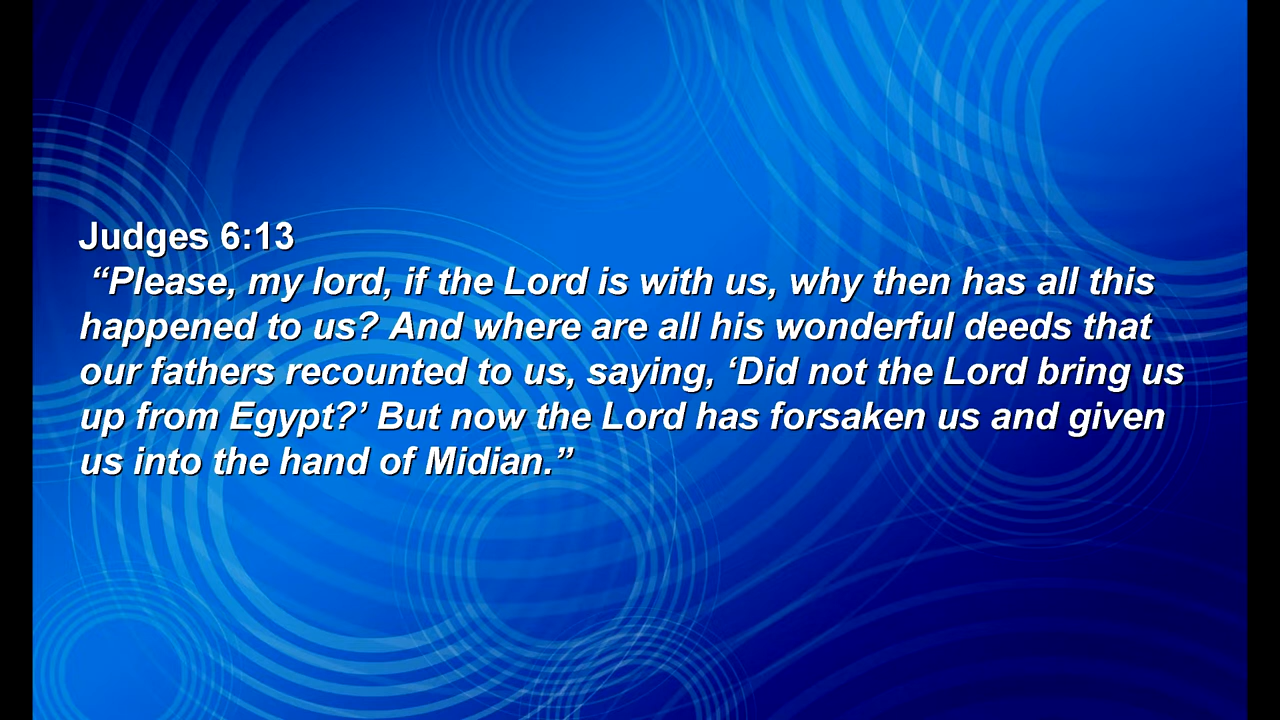 Judges 6:13
“Please, my lord, if the Lord is with us, why then has all this
happened to us? And where are all his wonderful deeds that
our fathers recounted to us, saying, ‘Did not the Lord bring us
up from Egypt?’ But now the Lord has forsaken us and given
us into the hand of Midian.”